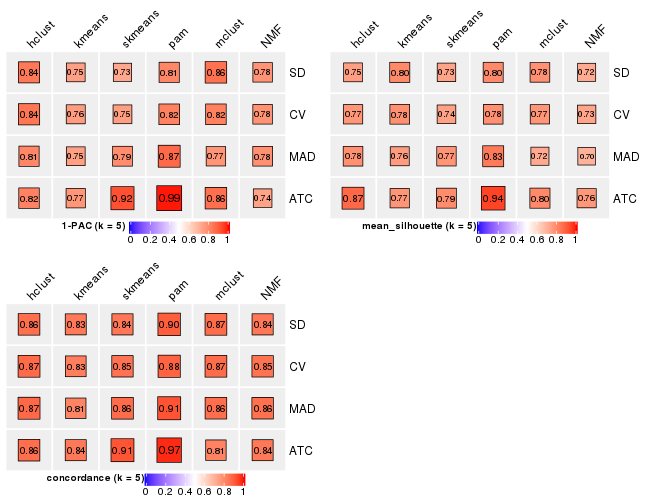 hclust kmeans skmeans pam mclust NMF
0.84 0.75 0.73 0.81 0.86 0.78 SD
0.84 0.76 0.75 0.82 0.82 0.78 CV
0.81 0.75 0.79 0.87 0.77 0.78 MAD
0.82 0.77 0.92 0.99 0.86 0.74 ATC
1-PAC (k = 5)
0 0.2 0.4 0.6 0.8 1
hclust kmeans skmeans pam mclust NMF
0.75 0.80 0.73 0.80 0.78 0.72 SD
0.77 0.78 0.74 0.78 0.77 0.73 CV
0.78 0.76 0.77 0.83 0.72 0.70 MAD
0.87 0.77 0.79 0.94 0.80 0.76 ATC
mean_silhouette (k = 5)
0 0.2 0.4 0.6 0.8 1
hclust kmeans skmeans pam mclust NMF
0.86 0.83 0.84 0.90 0.87 0.84 SD
0.87 0.83 0.85 0.88 0.87 0.85 CV
0.87 0.81 0.86 0.91 0.86 0.86 MAD
0.86 0.84 0.91 0.97 0.81 0.84 ATC
concordance (k = 5)
0 0.2 0.4 0.6 0.8 1